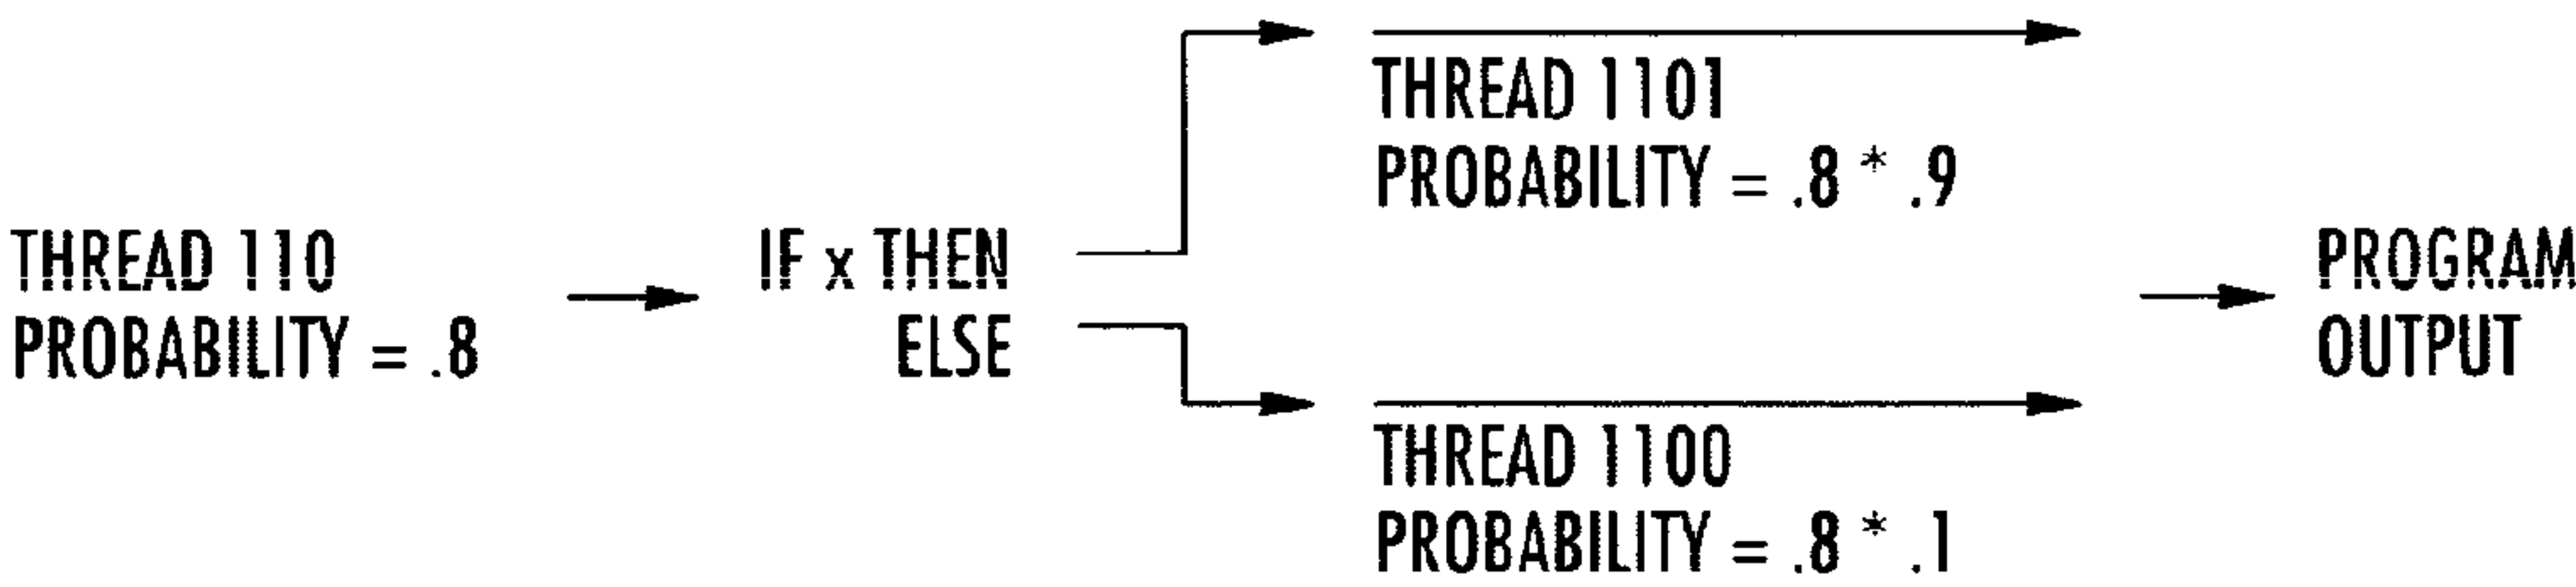 THREAD 110
PROBABILITY = .8
IF x THEN
ELSE
THREAD 1101
PROBABILITY = .8 * .9
THREAD 1100
PROBABILITY = .8 * .1
PROGRAM
OUTPUT